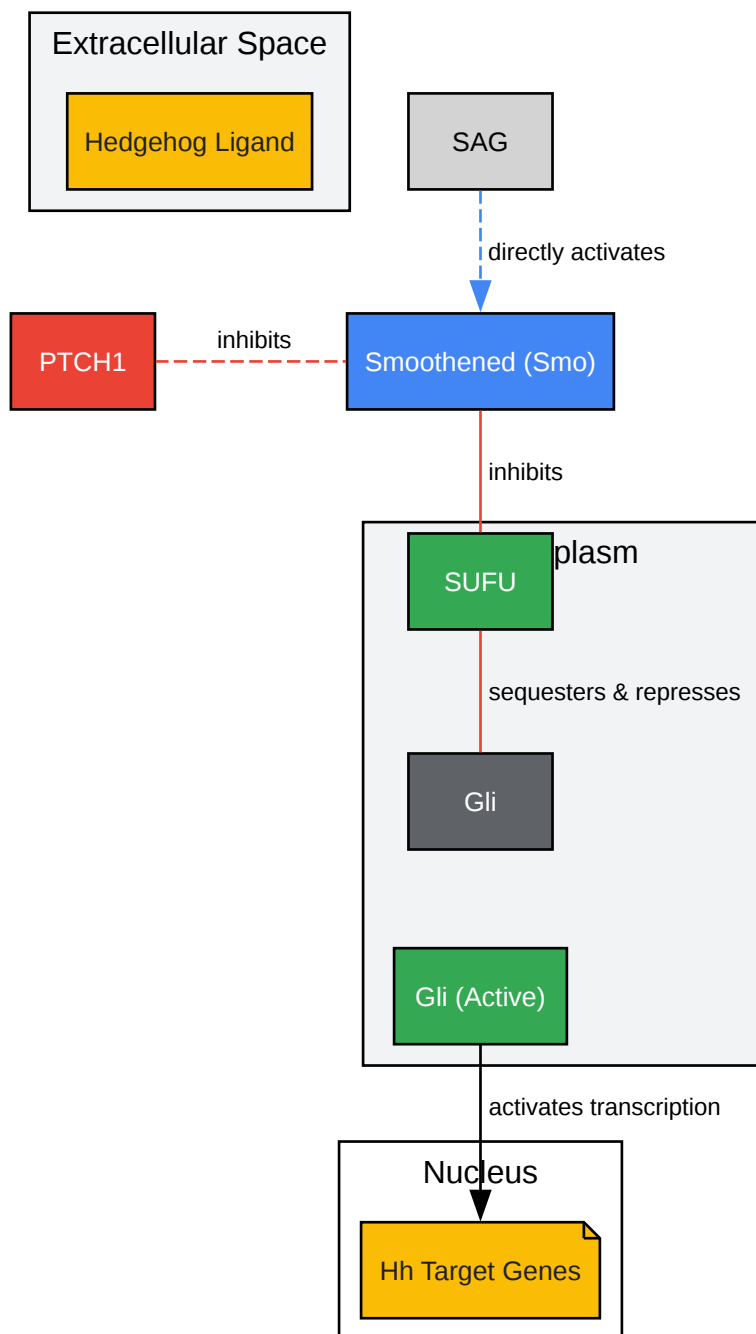 Extracellular Space
Hedgehog Ligand
SAG
directly activates
PTCH1
inhibits
Smoothened (Smo)
inhibits
plasm
SUFU
sequesters & represses
Gli
Gli (Active)
activates transcription
Nucleus
Hh Target Genes